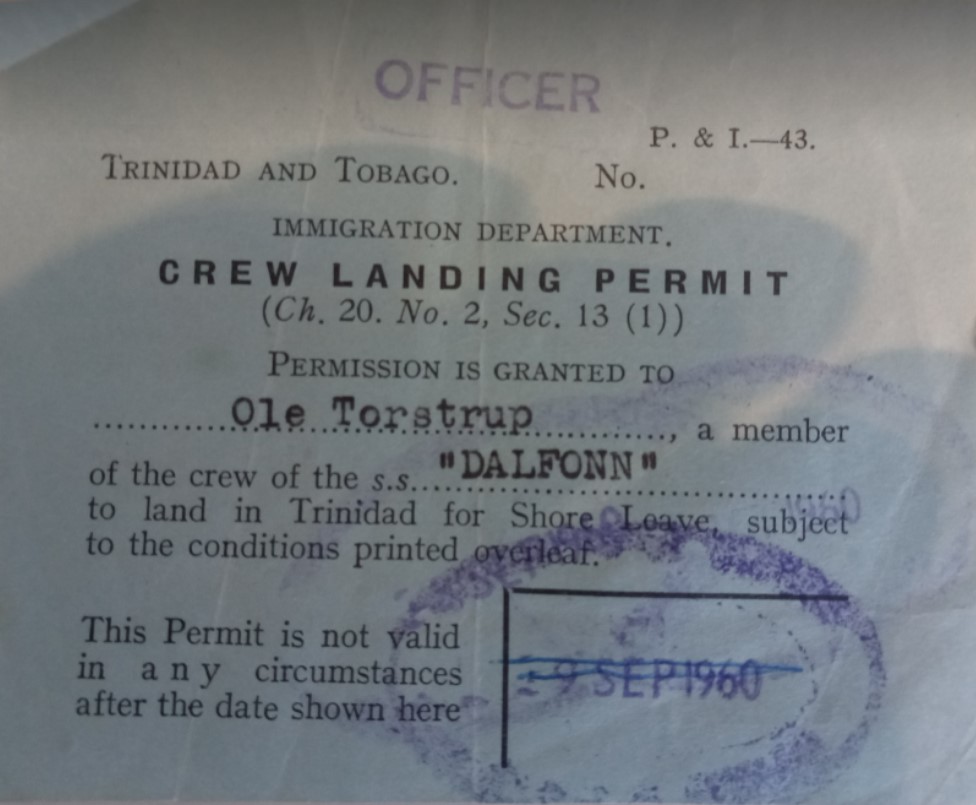 OFFICER
P. & I.—43.
TRINIDAD AND TOBAGO. No.
IMMIGRATION DEPARTMENT.
CREW LANDING PERMIT
(Ch. 20. No. 2, Sec. 13 (1))
PERMISSION IS GRANTED TO
Ole Torstrup, a member
of the crew of the s.s. "DALFONN"
to land in Trinidad for Shore Leave, subject
to the conditions printed overleaf.
This Permit is not valid
in any circumstances
after the date shown here
9 SEP 1960